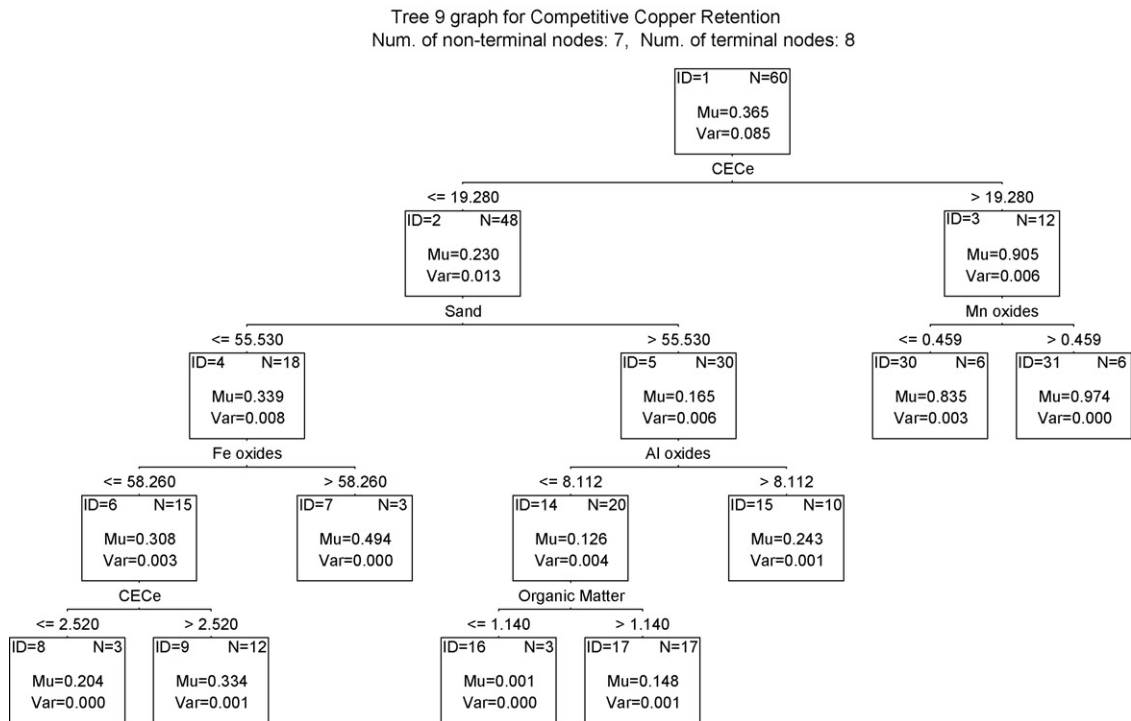 Tree 9 graph for Competitive Copper Retention
Num. of non-terminal nodes: 7, Num. of terminal nodes: 8
ID=1 N=60
Mu=0.365
Var=0.085
CECe
<= 19.280 > 19.280
ID=2 N=48 ID=3 N=12
Mu=0.230 Mu=0.905
Var=0.013 Var=0.006
Sand Mn oxides
<= 55.530 > 55.530 <= 0.459 > 0.459
ID=4 N=18 ID=5 N=30 ID=30 N=6 ID=31 N=6
Mu=0.339 Mu=0.165 Mu=0.835 Mu=0.974
Var=0.008 Var=0.006 Var=0.003 Var=0.000
Fe oxides Al oxides
<= 58.260 > 58.260 <= 8.112 > 8.112
ID=6 N=15 ID=7 N=3 ID=14 N=20 ID=15 N=10
Mu=0.308 Mu=0.494 Mu=0.126 Mu=0.243
Var=0.003 Var=0.000 Var=0.004 Var=0.001
CECe Organic Matter
<= 2.520 > 2.520 <= 1.140 > 1.140
ID=8 N=3 ID=9 N=12 ID=16 N=3 ID=17 N=17
Mu=0.204 Mu=0.334 Mu=0.001 Mu=0.148
Var=0.000 Var=0.001 Var=0.000 Var=0.001